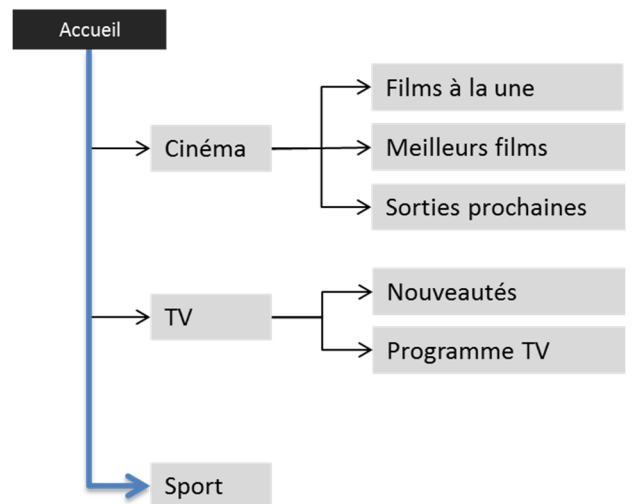 Accueil
Cinéma
Films à la une
Meilleurs films
Sorties prochaines
TV
Nouveautés
Programme TV
Sport